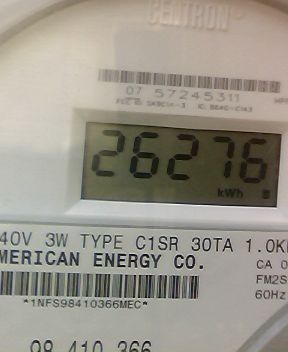 CENTRON
07 57245311
26276
kWh
40V 3W TYPE C1SR 30TA 1.0K
MERICAN ENERGY CO.
CA 0
FM2S
60Hz
*1NFS98410366MEC*
98 410 366